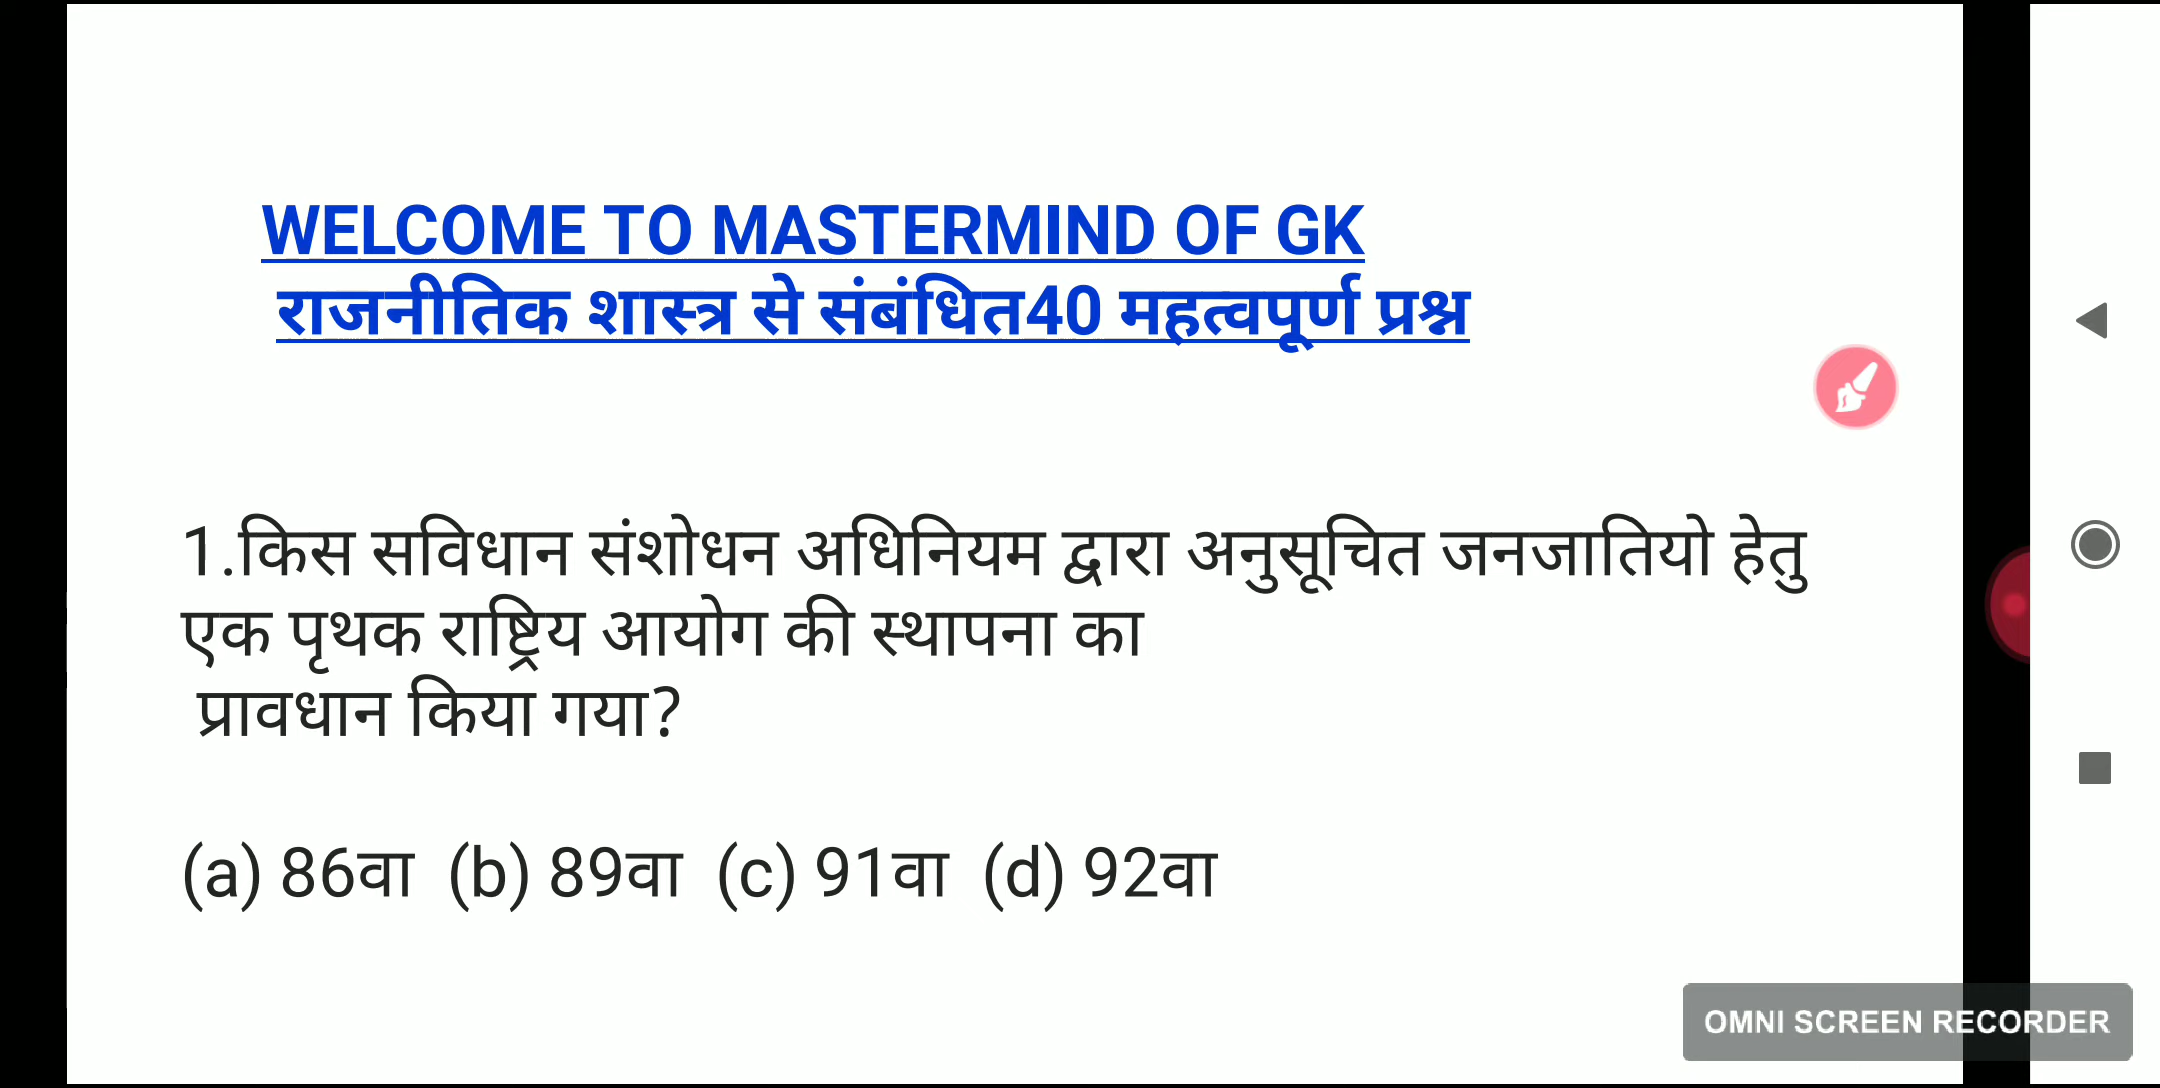 WELCOME TO MASTERMIND OF GK
राजनीतिक शास्त्र से संबंधित40 महत्वपूर्ण प्रश्न
1.किस सविधान संशोधन अधिनियम द्वारा अनुसूचित जनजातियो हेतु
एक पृथक राष्ट्रिय आयोग की स्थापना का
प्रावधान किया गया?
(a) 86वा (b) 89वा (c) 91वा (d) 92वा
OMNI SCREEN RECORDER